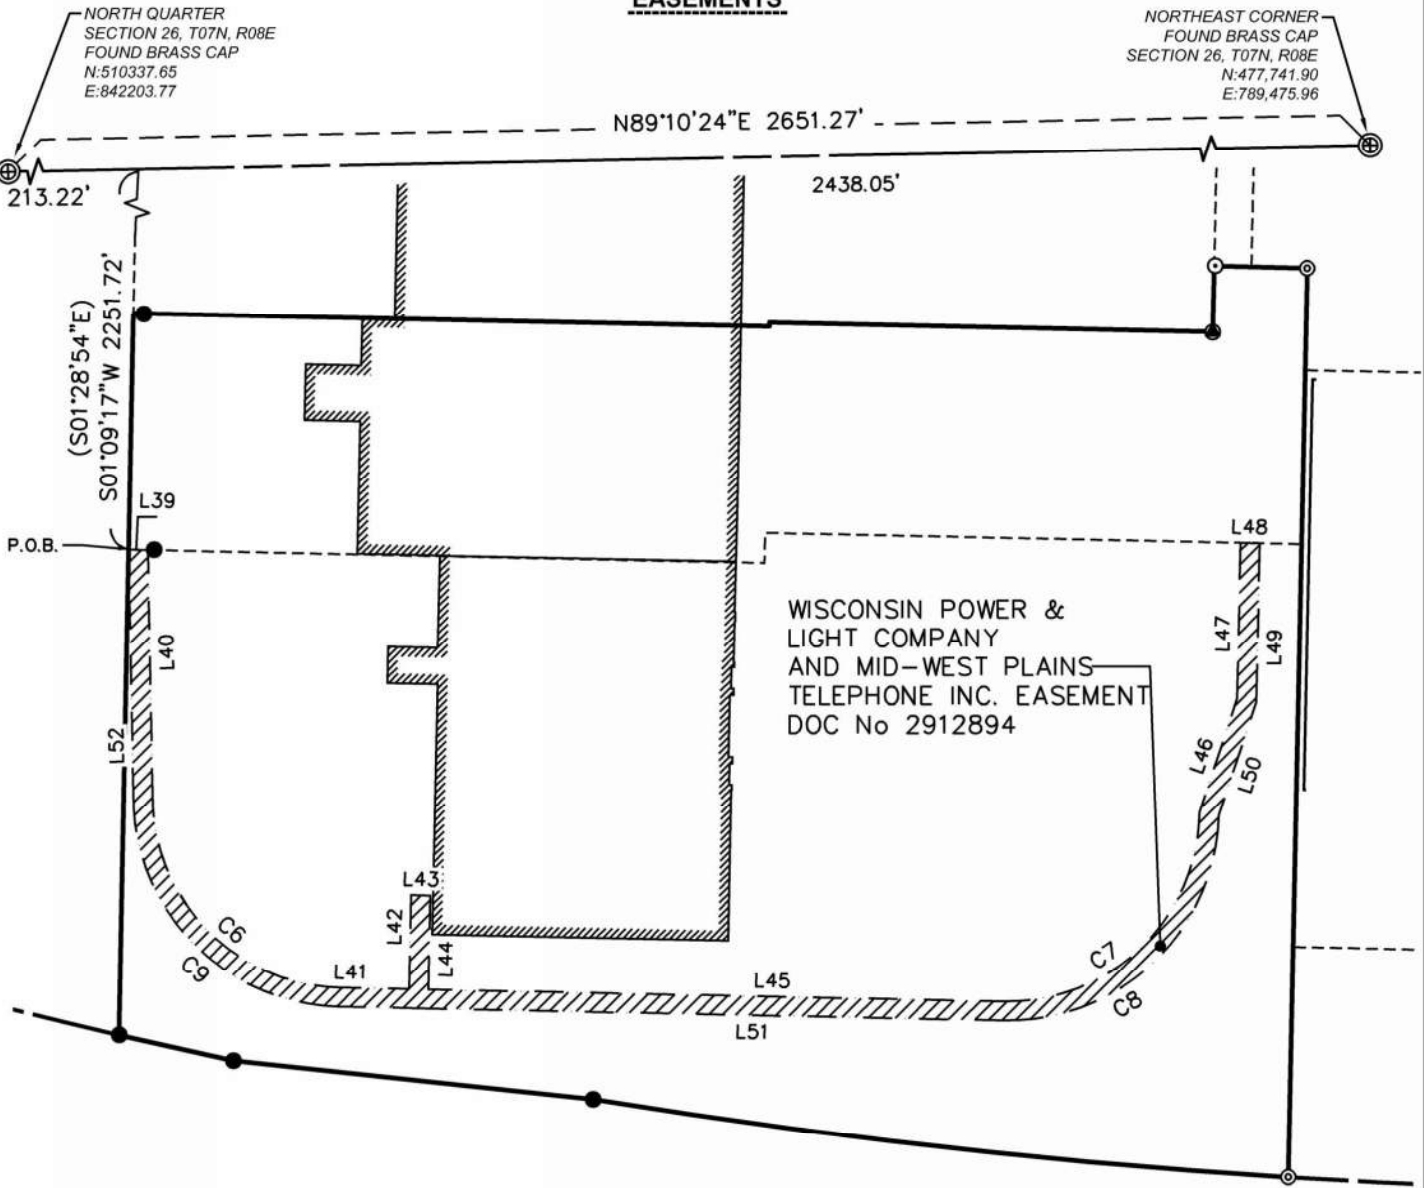 EASEMENTS
NORTH QUARTER
SECTION 26, T07N, R08E
FOUND BRASS CAP
N:510337.65
E:842203.77
NORTHEAST CORNER
FOUND BRASS CAP
SECTION 26, T07N, R08E
N:477,741.90
E:789,475.96
N89°10'24"E 2651.27'
213.22'
2438.05'
(S01°28'54"E)
S01°09'17"W 2251.72'
L39
P.O.B.
L48
WISCONSIN POWER &
LIGHT COMPANY
AND MID-WEST PLAINS
TELEPHONE INC. EASEMENT
DOC No 2912894
L40
L47
L49
L52
L46
L50
L43
L42
L44
C6
C9
L41
L45
L51
C7
C8